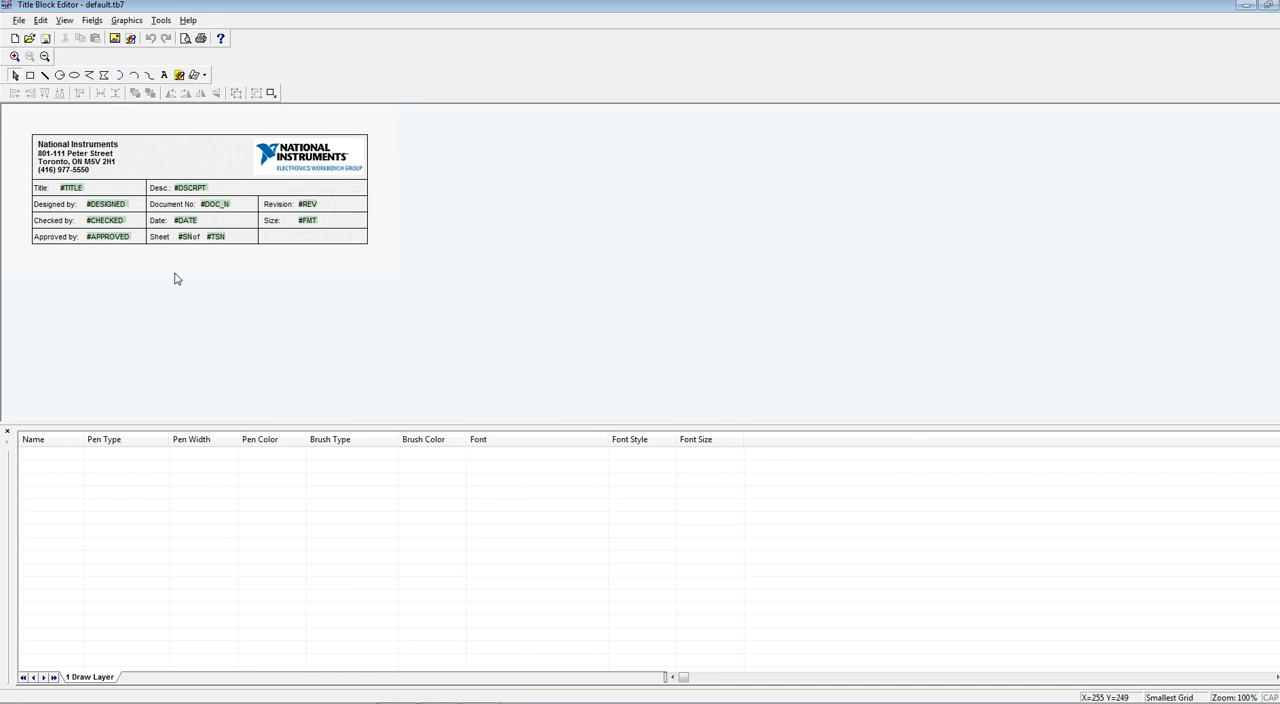 Title Block Editor - default.tb7
File Edit View Fields Graphics Tools Help
A
National Instruments
801-111 Peter Street
Toronto, ON M5V 2H1
(416) 977-5550
NATIONAL
INSTRUMENTS™
ELECTRONICS WORKBENCH GROUP
Title: #TITLE Desc.: #DSCRPT
Designed by: #DESIGNED Document No: #DOC_N Revision: #REV
Checked by: #CHECKED Date: #DATE Size: #FMT
Approved by: #APPROVED Sheet #SN of #TSN
Name Pen Type Pen Width Pen Color Brush Type Brush Color Font Font Style Font Size
1 Draw Layer
X=255 Y=249 Smallest Grid Zoom: 100% CAP